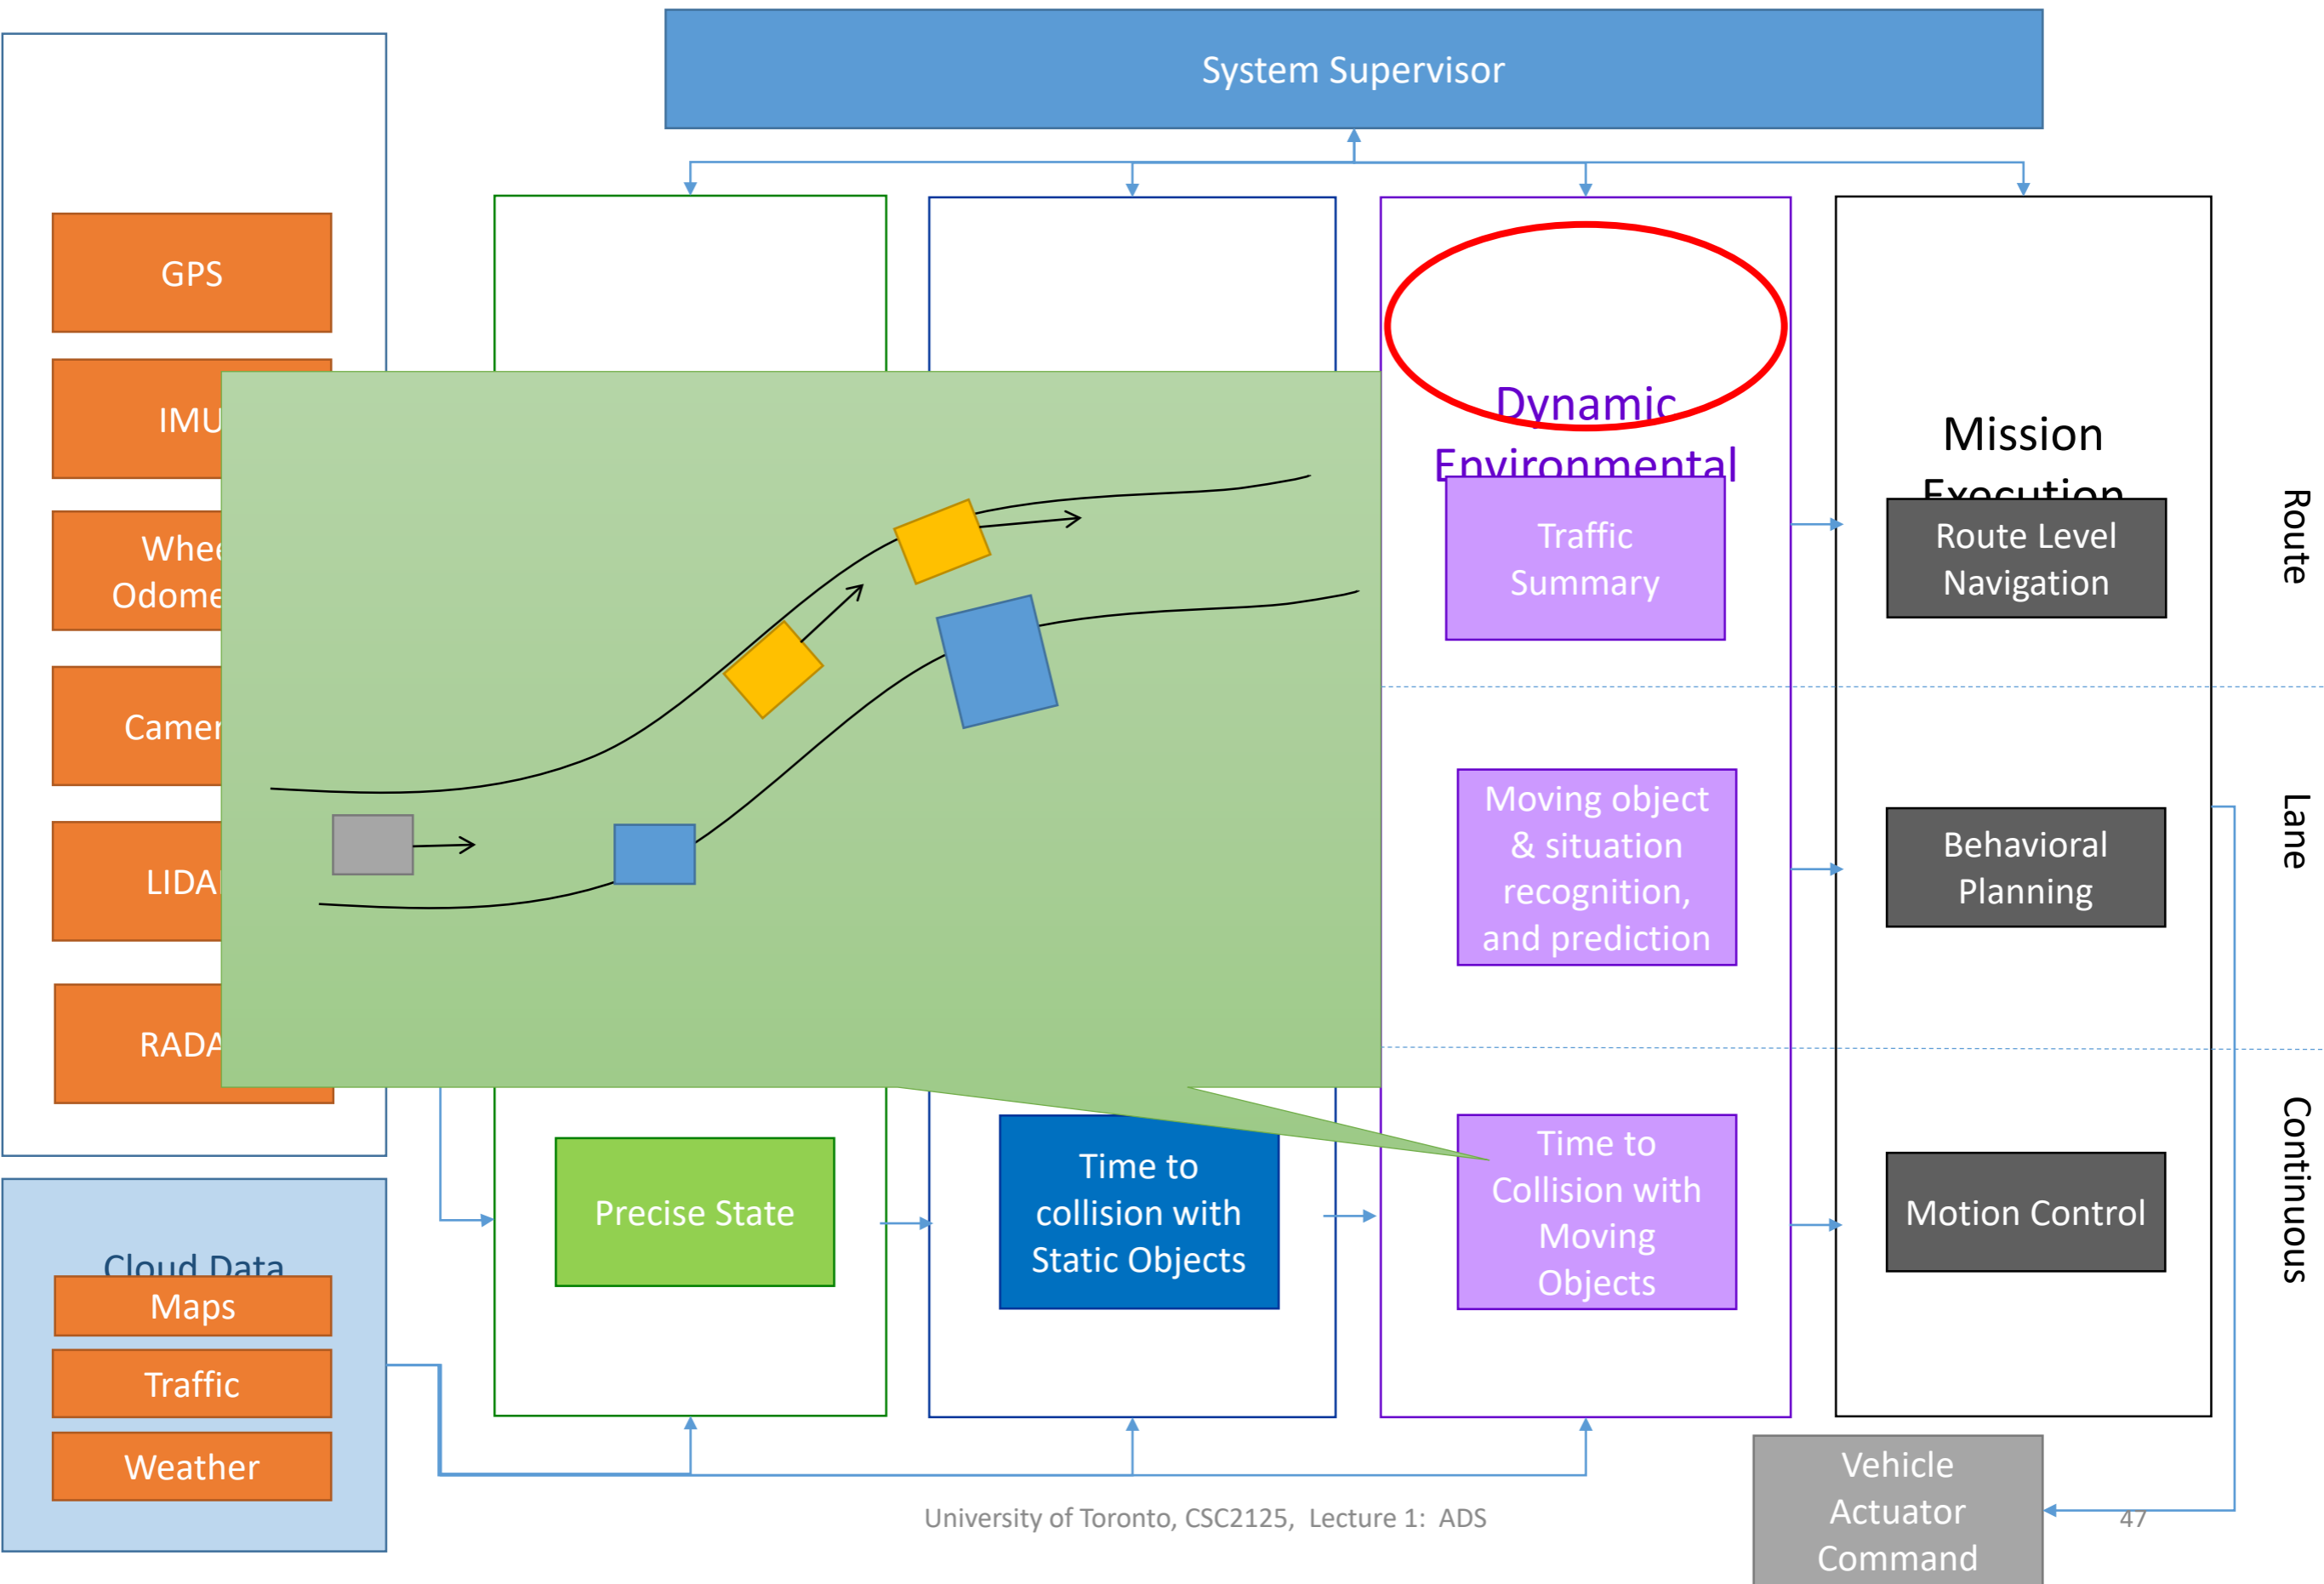 System Supervisor
GPS
IMU
Whee
Odome
Camer
LIDA
RADA
Cloud Data
Maps
Traffic
Weather
Precise State
Time to
collision with
Static Objects
Dynamic
Environmental
Traffic
Summary
Moving object
& situation
recognition,
and prediction
Time to
Collision with
Moving
Objects
Mission
Execution
Route Level
Navigation
Behavioral
Planning
Motion Control
Route
Lane
Continuous
Vehicle
Actuator
Command
University of Toronto, CSC2125, Lecture 1: ADS
47